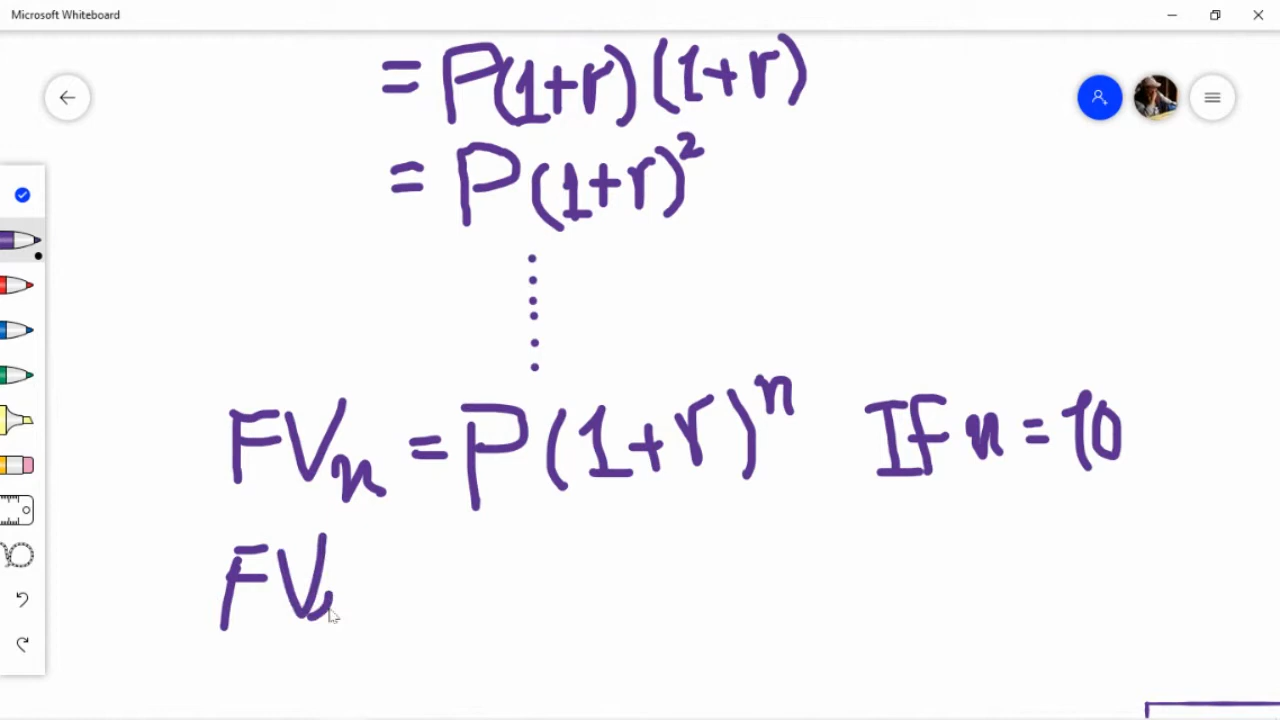 Microsoft Whiteboard
= P(1+r)(1+r)
= P(1+r)²
FVₙ = P(1+r)ⁿ If n = 10
FV